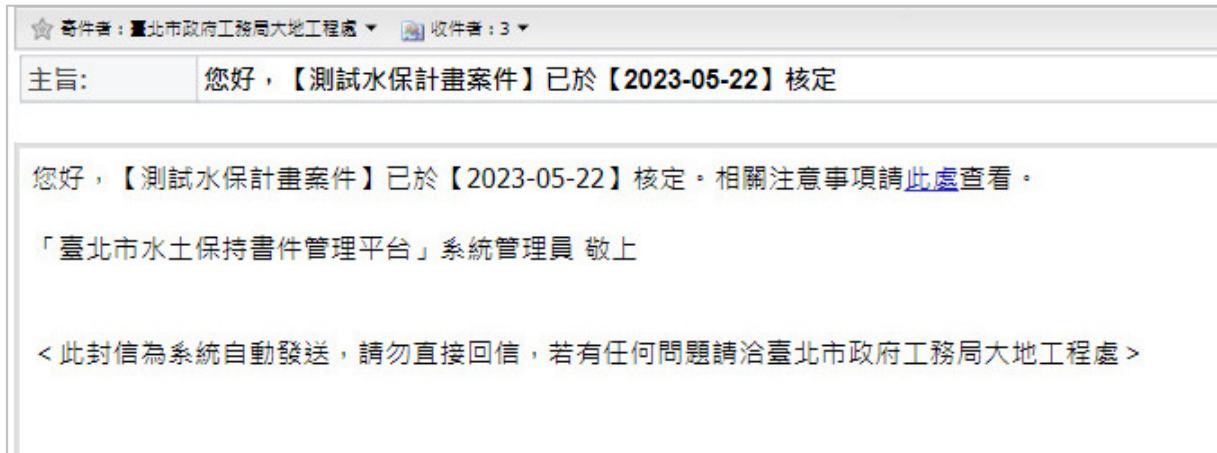 寄件者：臺北市政府工務局大地工程處 收件者：3
主旨: 您好，【測試水保計畫案件】已於【2023-05-22】核定
您好，【測試水保計畫案件】已於【2023-05-22】核定。相關注意事項請此處查看。
「臺北市水土保持書件管理平台」系統管理員 敬上
<此封信為系統自動發送，請勿直接回信，若有任何問題請洽臺北市政府工務局大地工程處>